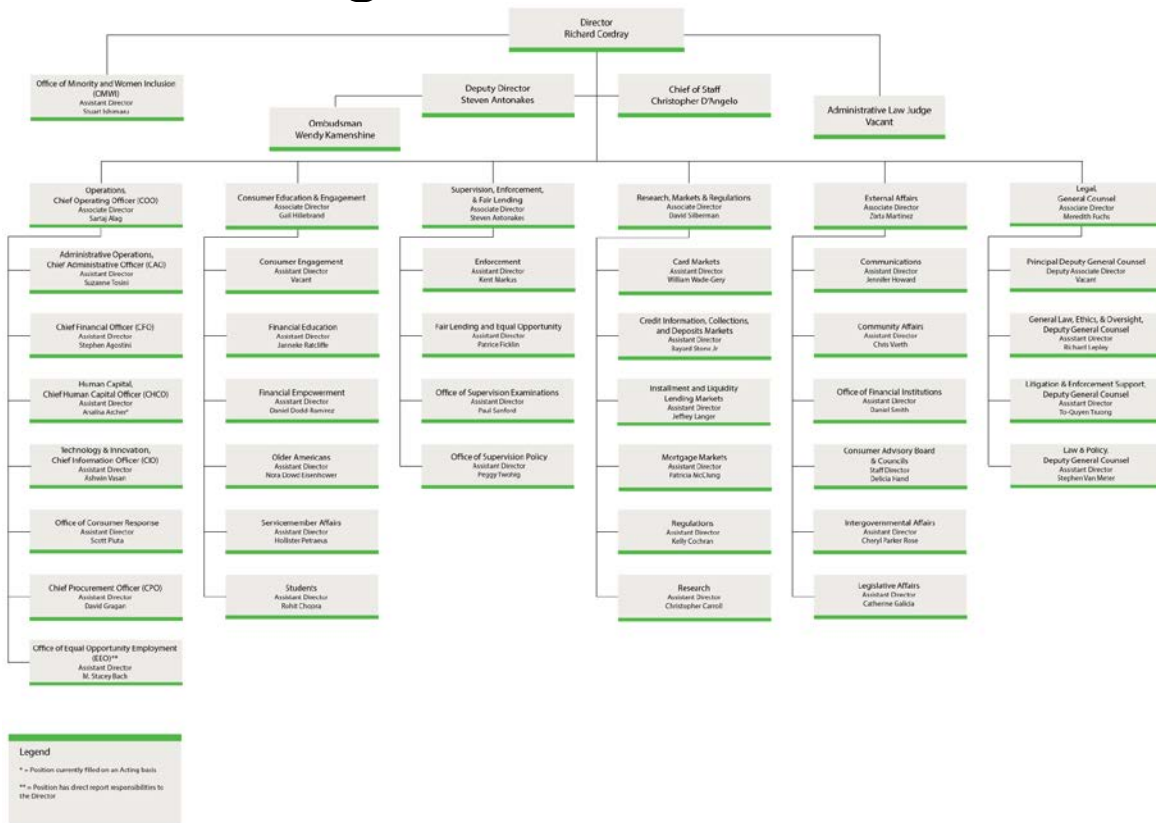 Director
Richard Cordray
Office of Minority and Women Inclusion
(OMWI)
Assistant Director
Stuart Ishimaru
Deputy Director
Steven Antonakes
Chief of Staff
Christopher D'Angelo
Ombudsman
Wendy Kamenshine
Administrative Law Judge
Vacant
Operations,
Chief Operating Officer (COO)
Associate Director
Sartaj Alag
Administrative Operations,
Chief Administrative Officer (CAO)
Assistant Director
Suzanne Tosini
Chief Financial Officer (CFO)
Assistant Director
Stephen Agostini
Human Capital,
Chief Human Capital Officer (CHCO)
Assistant Director
Analisa Archer*
Technology & Innovation,
Chief Information Officer (CIO)
Assistant Director
Ashwin Vasan
Office of Consumer Response
Assistant Director
Scott Pluta
Chief Procurement Officer (CPO)
Assistant Director
David Gragan
Office of Equal Opportunity Employment
(EEO)**
Assistant Director
M. Stacey Bach
Consumer Education & Engagement
Associate Director
Gail Hillebrand
Consumer Engagement
Assistant Director
Vacant
Financial Education
Assistant Director
Janneke Ratcliffe
Financial Empowerment
Assistant Director
Daniel Dodd-Ramirez
Older Americans
Assistant Director
Nora Dowd Eisenhower
Servicemember Affairs
Assistant Director
Hollister Petraeus
Students
Assistant Director
Rohit Chopra
Supervision, Enforcement,
& Fair Lending
Associate Director
Steven Antonakes
Enforcement
Assistant Director
Kent Markus
Fair Lending and Equal Opportunity
Assistant Director
Patrice Ficklin
Office of Supervision Examinations
Assistant Director
Paul Sanford
Office of Supervision Policy
Assistant Director
Peggy Twohig
Research, Markets & Regulations
Associate Director
David Silberman
Card Markets
Assistant Director
William Wade-Gery
Credit Information, Collections,
and Deposits Markets
Assistant Director
Bayard Stone Jr
Installment and Liquidity
Lending Markets
Assistant Director
Jeffrey Langer
Mortgage Markets
Assistant Director
Patricia McClung
Regulations
Assistant Director
Kelly Cochran
Research
Assistant Director
Christopher Carroll
External Affairs
Associate Director
Zixta Martinez
Communications
Assistant Director
Jennifer Howard
Community Affairs
Assistant Director
Chris Vaeth
Office of Financial Institutions
Assistant Director
Daniel Smith
Consumer Advisory Board
& Councils
Staff Director
Delicia Hand
Intergovernmental Affairs
Assistant Director
Cheryl Parker Rose
Legislative Affairs
Assistant Director
Catherine Galicia
Legal,
General Counsel
Associate Director
Meredith Fuchs
Principal Deputy General Counsel
Deputy Associate Director
Vacant
General Law, Ethics, & Oversight,
Deputy General Counsel
Assistant Director
Richard Lepley
Litigation & Enforcement Support,
Deputy General Counsel
Assistant Director
To-Quyen Truong
Law & Policy,
Deputy General Counsel
Assistant Director
Stephen Van Meter
Legend
* = Position currently filled on an Acting basis
** = Position has direct report responsibilities to
the Director